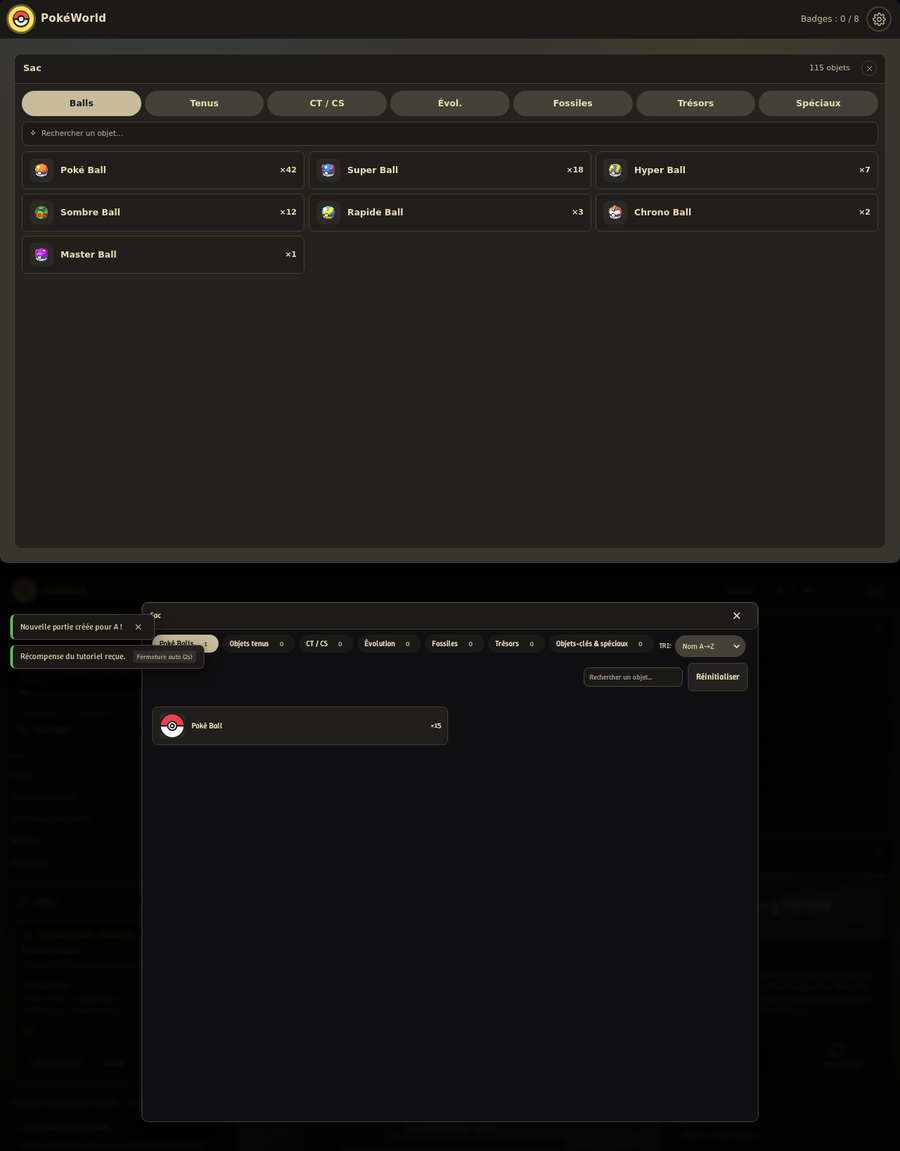 PokéWorld
Badges : 0 / 8
Sac
115 objets
Balls
Tenus
CT / CS
Évol.
Fossiles
Trésors
Spéciaux
Rechercher un objet...
Poké Ball ×42
Super Ball ×18
Hyper Ball ×7
Sombre Ball ×12
Rapide Ball ×3
Chrono Ball ×2
Master Ball ×1
Sac
Nouvelle partie créée pour A !
Récompense du tutoriel reçue. Fermeture auto (2s)
Poké Balls 1
Objets tenus 0
CT / CS 0
Évolution 0
Fossiles 0
Trésors 0
Objets-clés & spéciaux 0
TRI: Nom A→Z
Rechercher un objet...
Réinitialiser
Poké Ball ×15